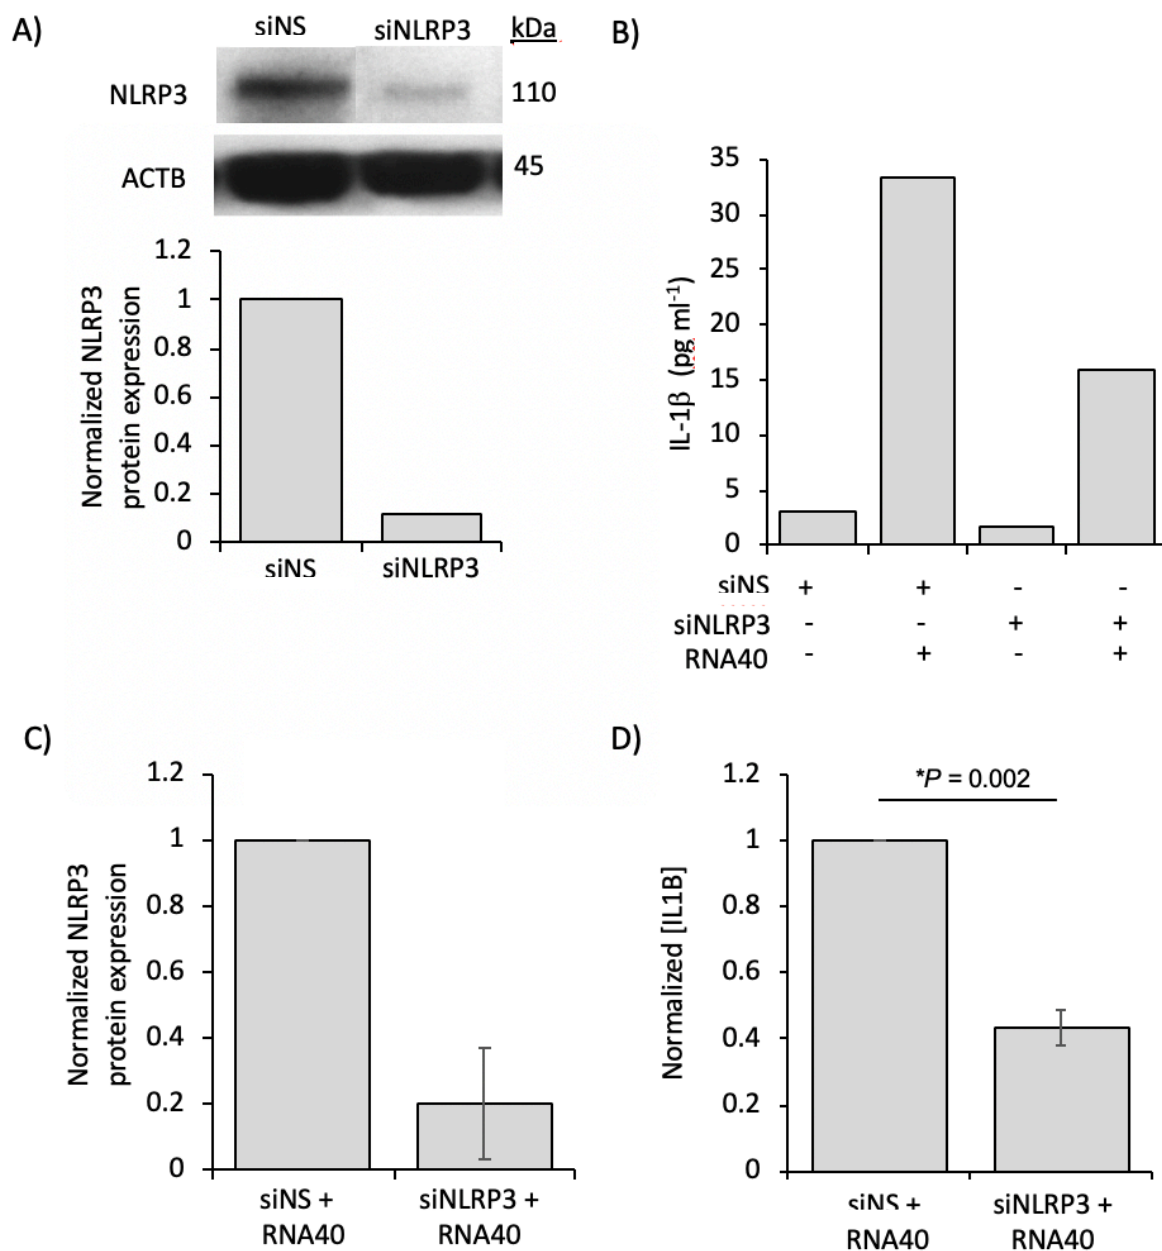 A)
siNS siNLRP3 kDa
NLRP3 110
ACTB 45
Normalized NLRP3
protein expression
1.2
1
0.8
0.6
0.4
0.2
0
siNS siNLRP3
B)
IL-1β (pg ml-1)
35
30
25
20
15
10
5
0
siNS + + - -
siNLRP3 - - + +
RNA40 - + - +
C)
Normalized NLRP3
protein expression
1.2
1
0.8
0.6
0.4
0.2
0
siNS + siNLRP3 +
RNA40 RNA40
D)
Normalized [IL1B]
1.2
1
0.8
0.6
0.4
0.2
0
*P = 0.002
siNS + siNLRP3 +
RNA40 RNA40